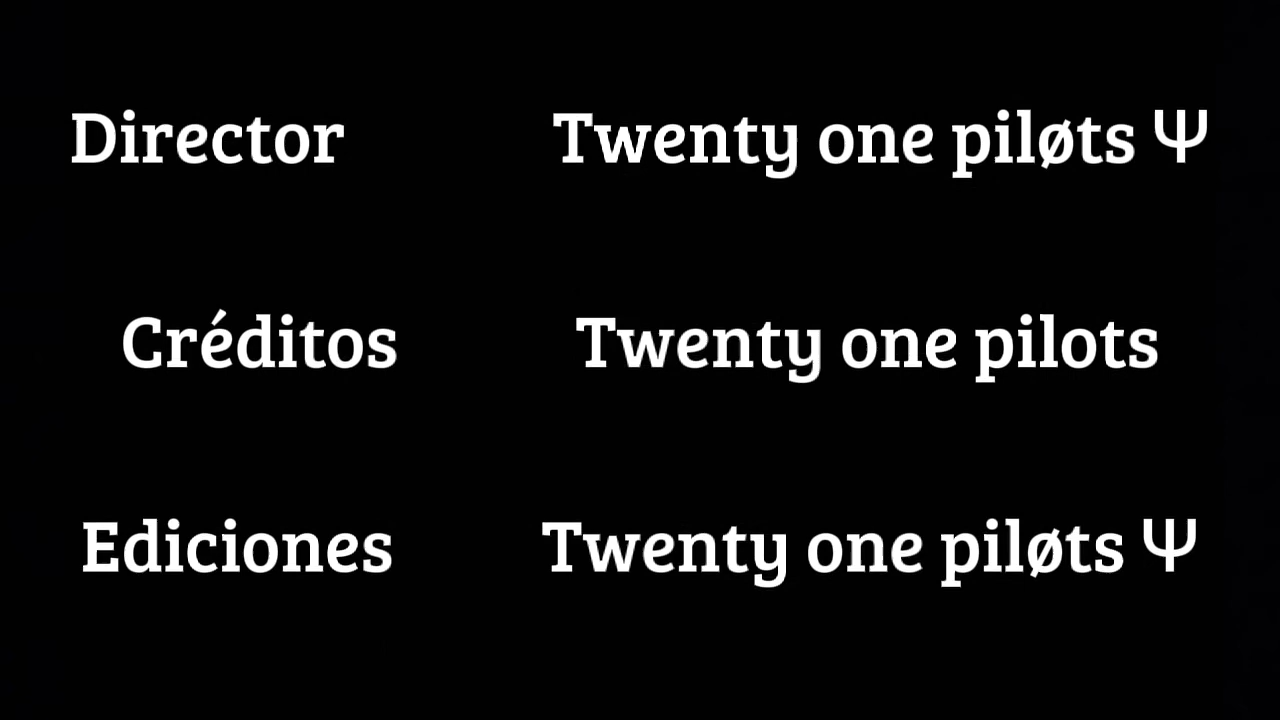 Director Twenty one piløts Ψ
Créditos Twenty one pilots
Ediciones Twenty one piløts Ψ